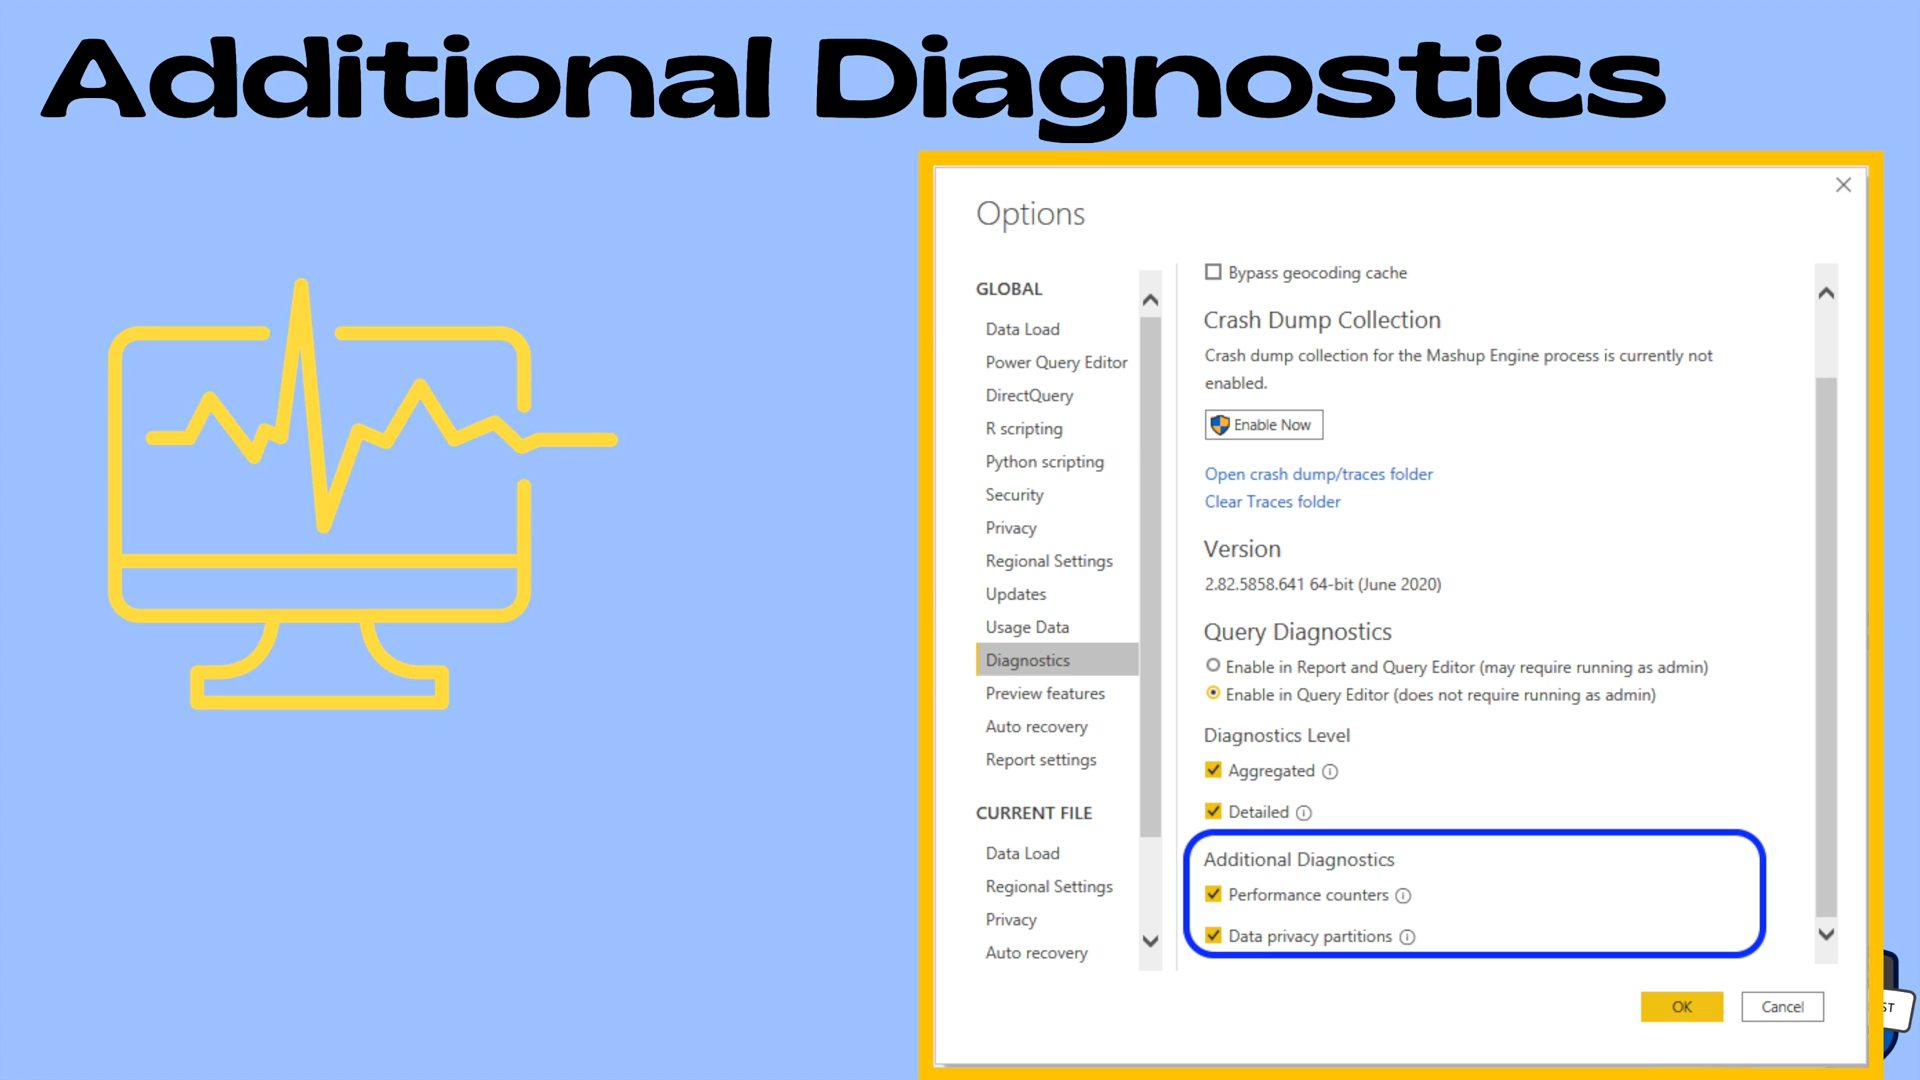 Additional Diagnostics
Options
GLOBAL
Data Load
Power Query Editor
DirectQuery
R scripting
Python scripting
Security
Privacy
Regional Settings
Updates
Usage Data
Diagnostics
Preview features
Auto recovery
Report settings
CURRENT FILE
Data Load
Regional Settings
Privacy
Auto recovery
Bypass geocoding cache
Crash Dump Collection
Crash dump collection for the Mashup Engine process is currently not
enabled.
Enable Now
Open crash dump/traces folder
Clear Traces folder
Version
2.82.5858.641 64-bit (June 2020)
Query Diagnostics
Enable in Report and Query Editor (may require running as admin)
Enable in Query Editor (does not require running as admin)
Diagnostics Level
Aggregated
Detailed
Additional Diagnostics
Performance counters
Data privacy partitions
OK
Cancel